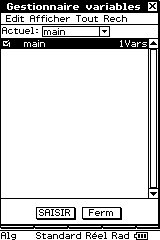 Gestionnaire variables
Edit Afficher Tout Rech
Actuel: main
main 1Vars
SAISIR Ferm
Alg Standard Réel Rad